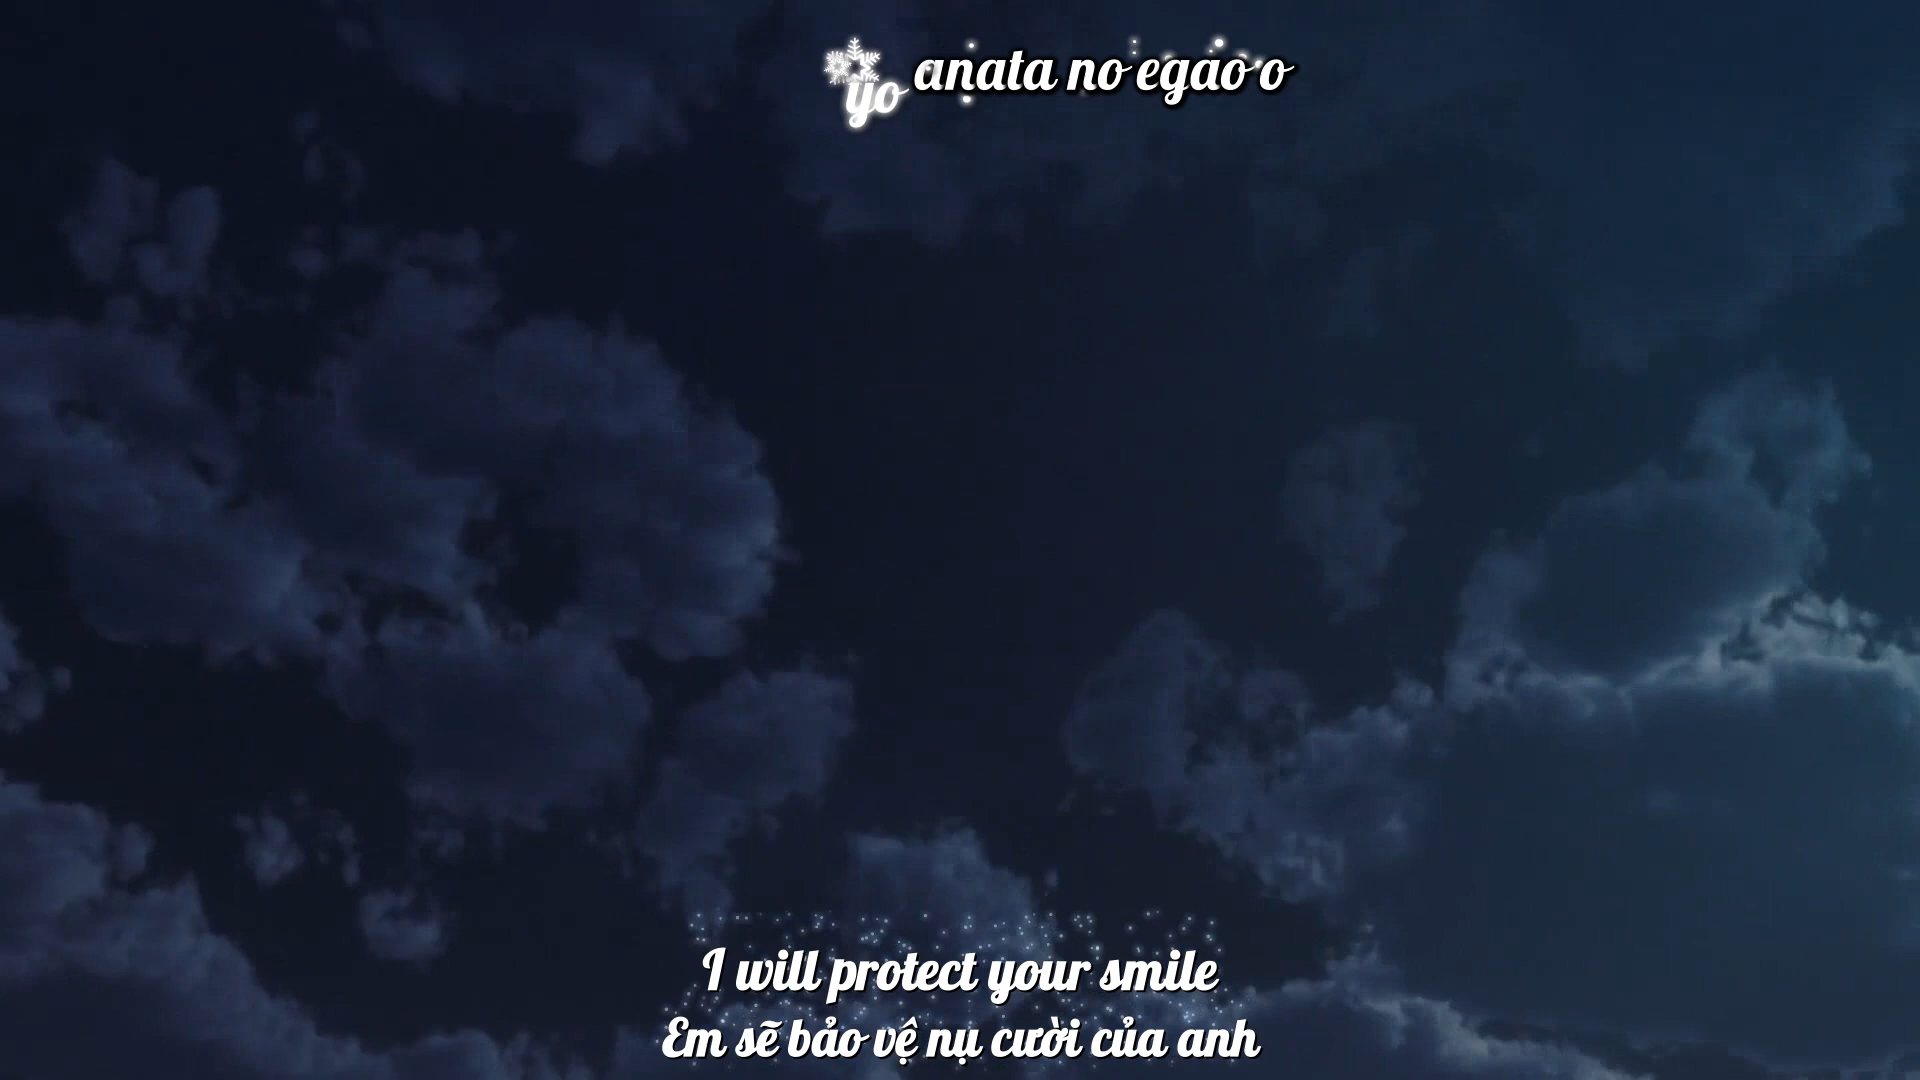 yo anata no egao o
I will protect your smile
Em sẽ bảo vệ nụ cười của anh